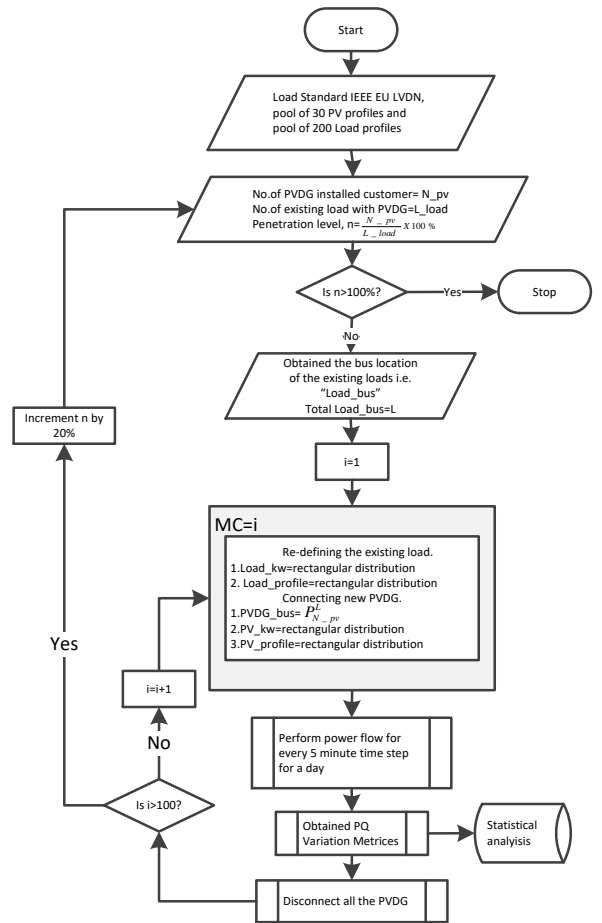 Start
Load Standard IEEE EU LVDN,
pool of 30 PV profiles and
pool of 200 Load profiles
No.of PVDG installed customer= N_pv
No.of existing load with PVDG=L_load
Penetration level, n= N _ pv / L _ load X 100 %
Is n>100%?
Yes
Stop
No
Obtained the bus location
of the existing loads i.e.
“Load_bus”
Total Load_bus=L
Increment n by
20%
i=1
MC=i
Re-defining the existing load.
1.Load_kw=rectangular distribution
2. Load_profile=rectangular distribution
Connecting new PVDG.
1.PVDG_bus= P^L_{N _ pv}
2.PV_kw=rectangular distribution
3.PV_profile=rectangular distribution
Yes
i=i+1
No
Is i>100?
Perform power flow for
every 5 minute time step
for a day
Obtained PQ
Variation Metrices
Statistical
analyisis
Disconnect all the PVDG